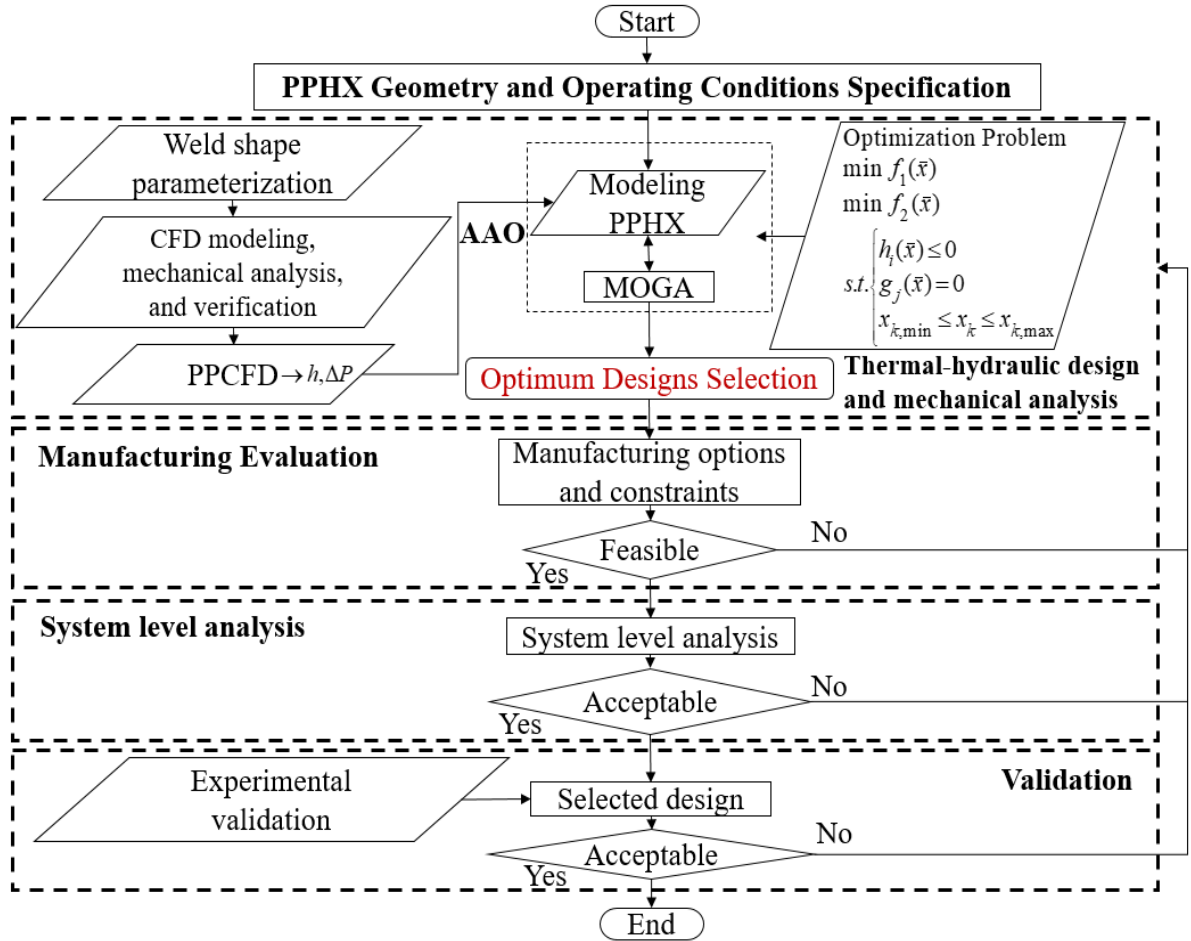 Start
PPHX Geometry and Operating Conditions Specification
Weld shape
parameterization
CFD modeling,
mechanical analysis,
and verification
PPCFD → h, ΔP
AAO
Modeling
PPHX
MOGA
Optimum Designs Selection
Optimization Problem
min f₁(x̄)
min f₂(x̄)
hᵢ(x̄) ≤ 0
s.t. { gⱼ(x̄) = 0
x_{k,min} ≤ x_k ≤ x_{k,max}
Thermal-hydraulic design
and mechanical analysis
Manufacturing Evaluation
Manufacturing options
and constraints
Feasible
No
Yes
System level analysis
System level analysis
Acceptable
No
Yes
Validation
Experimental
validation
Selected design
Acceptable
No
Yes
End